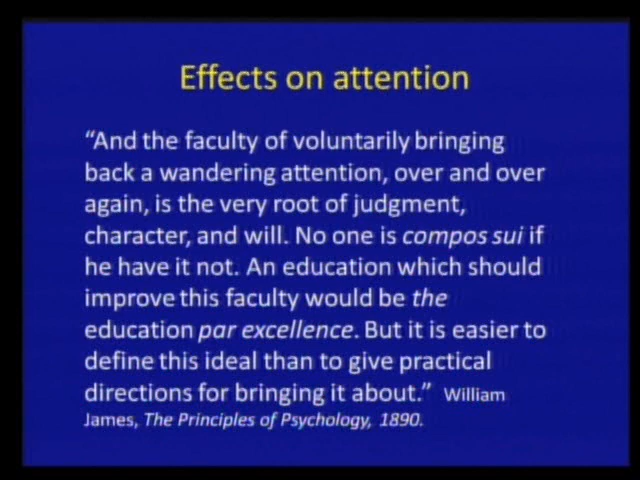 Effects on attention
“And the faculty of voluntarily bringing
back a wandering attention, over and over
again, is the very root of judgment,
character, and will. No one is compos sui if
he have it not. An education which should
improve this faculty would be the
education par excellence. But it is easier to
define this ideal than to give practical
directions for bringing it about.” William
James, The Principles of Psychology, 1890.